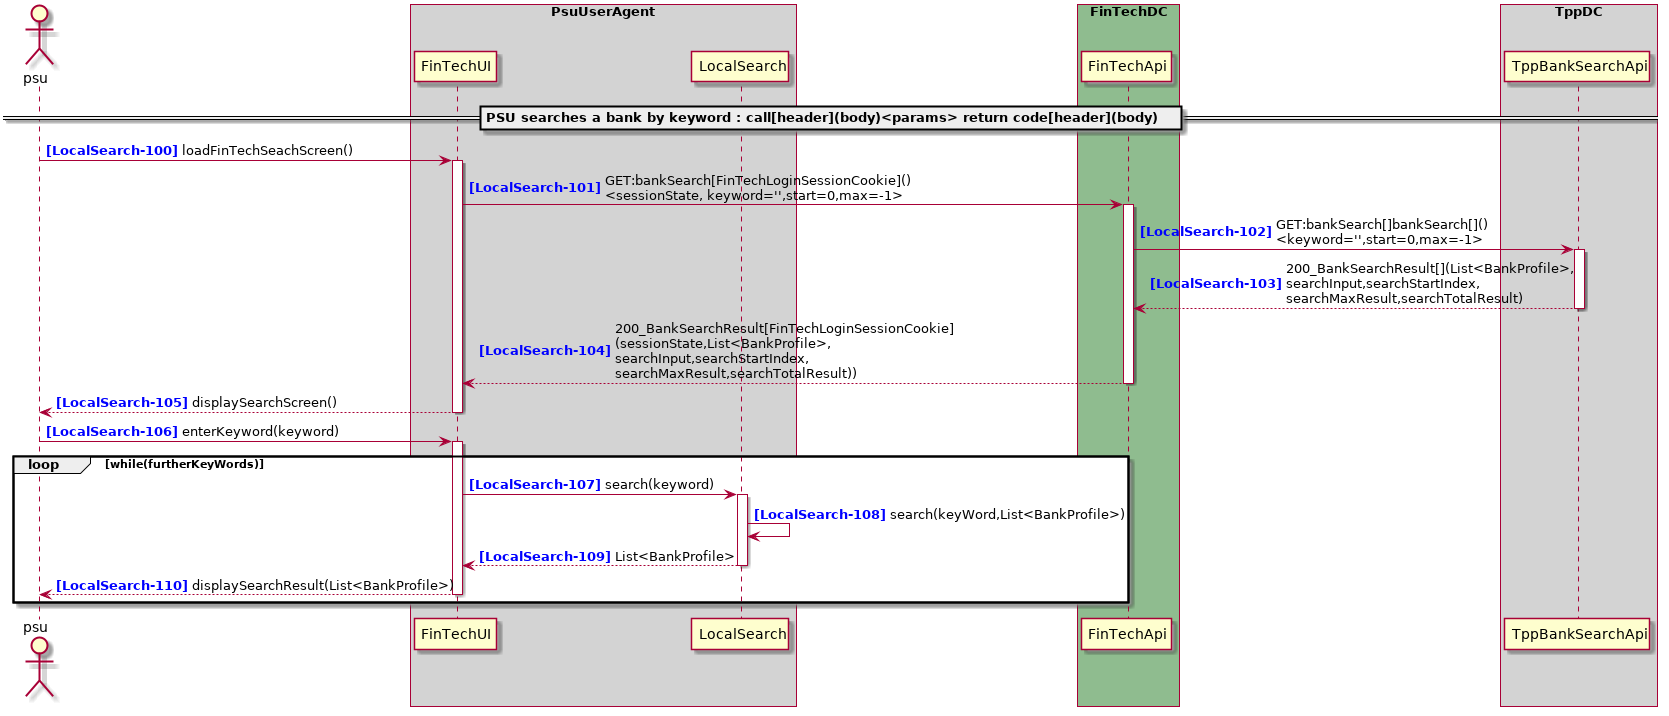 PsuUserAgent
FinTechDC
TppDC
psu
FinTechUI
LocalSearch
FinTechApi
TppBankSearchApi
PSU searches a bank by keyword : call[header](body)<params> return code[header](body)
[LocalSearch-100] loadFinTechSeachScreen()
[LocalSearch-101] GET:bankSearch[FinTechLoginSessionCookie]()
<sessionState, keyword='',start=0,max=-1>
[LocalSearch-102] GET:bankSearch[]bankSearch[]()
<keyword='',start=0,max=-1>
[LocalSearch-103] 200_BankSearchResult[](List<BankProfile>,
searchInput,searchStartIndex,
searchMaxResult,searchTotalResult)
[LocalSearch-104] 200_BankSearchResult[FinTechLoginSessionCookie]
(sessionState,List<BankProfile>,
searchInput,searchStartIndex,
searchMaxResult,searchTotalResult))
[LocalSearch-105] displaySearchScreen()
[LocalSearch-106] enterKeyword(keyword)
loop [while(furtherKeyWords)]
[LocalSearch-107] search(keyword)
[LocalSearch-108] search(keyWord,List<BankProfile>)
[LocalSearch-109] List<BankProfile>
[LocalSearch-110] displaySearchResult(List<BankProfile>)
psu
FinTechUI
LocalSearch
FinTechApi
TppBankSearchApi